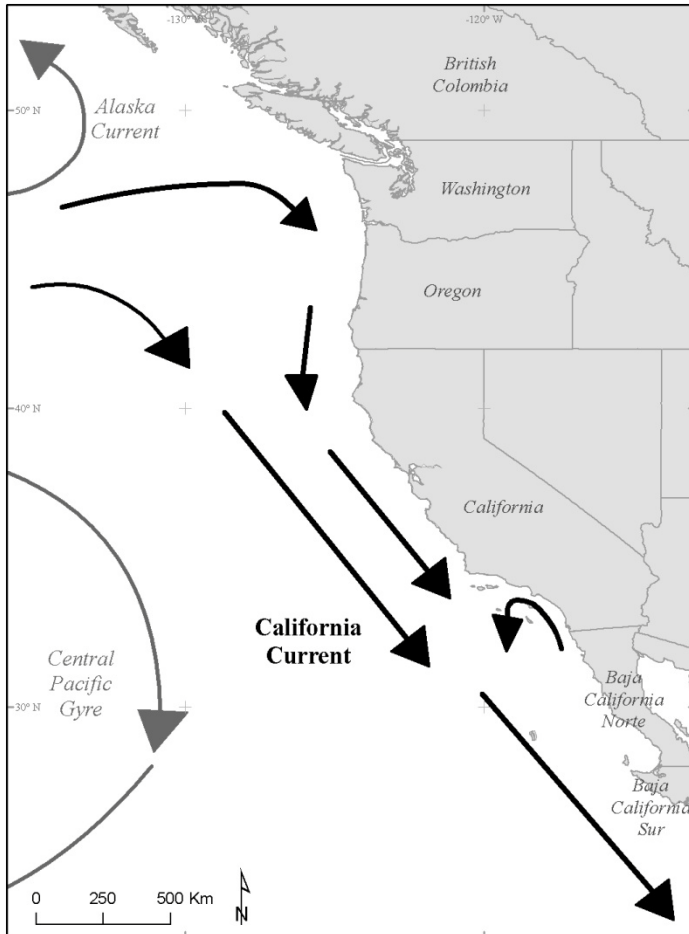 -130° W
-120° W
British
Colombia
50° N
Alaska
Current
Washington
Oregon
40° N
California
California
Current
Central
Pacific
Gyre
Baja
California
Norte
30° N
Baja
California
Sur
0 250 500 Km
N